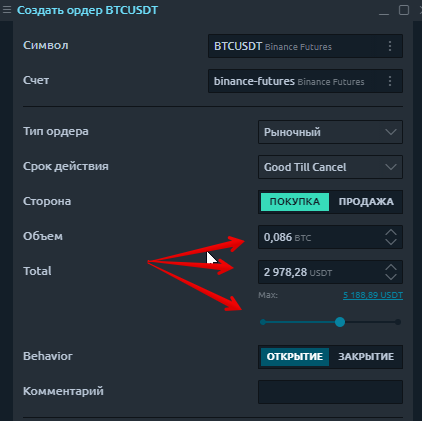 Создать ордер BTCUSDT
Символ BTCUSDT Binance Futures
Счет binance-futures Binance Futures
Тип ордера Рыночный
Срок действия Good Till Cancel
Сторона ПОКУПКА ПРОДАЖА
Объем 0,086 BTC
Total 2 978,28 USDT
Max: 5 188,89 USDT
Behavior ОТКРЫТИЕ ЗАКРЫТИЕ
Комментарий